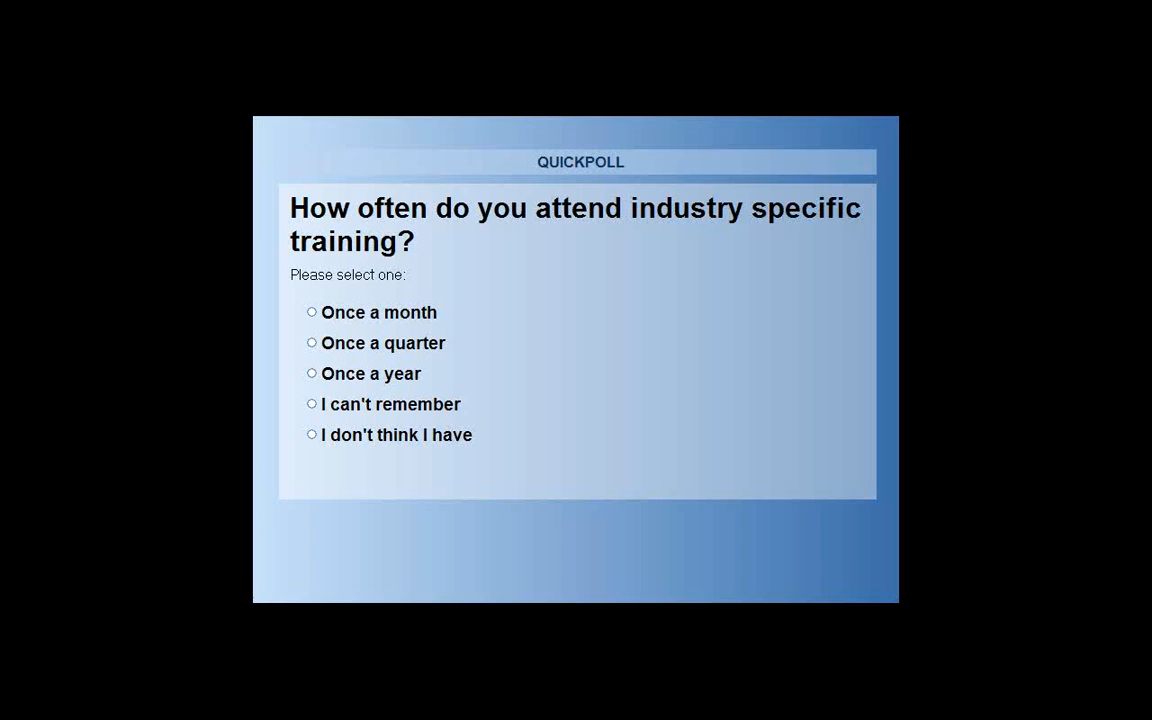 QUICKPOLL
How often do you attend industry specific
training?
Please select one:
Once a month
Once a quarter
Once a year
I can't remember
I don't think I have